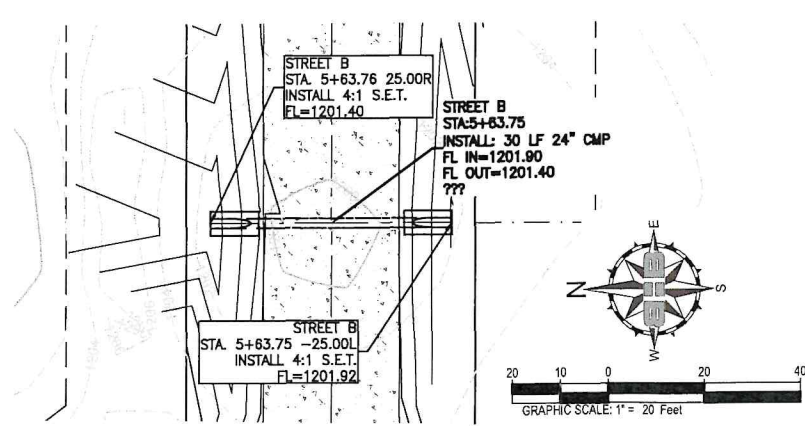 STREET B
STA. 5+63.76 25.00R
INSTALL 4:1 S.E.T.
FL=1201.40
STREET B
STA:5+63.75
INSTALL: 30 LF 24" CMP
FL IN=1201.90
FL OUT=1201.40
???
STREET B
STA. 5+63.75 -25.00L
INSTALL 4:1 S.E.T.
FL=1201.92
E
N
S
W
20 10 0 20 40
GRAPHIC SCALE: 1" = 20 Feet